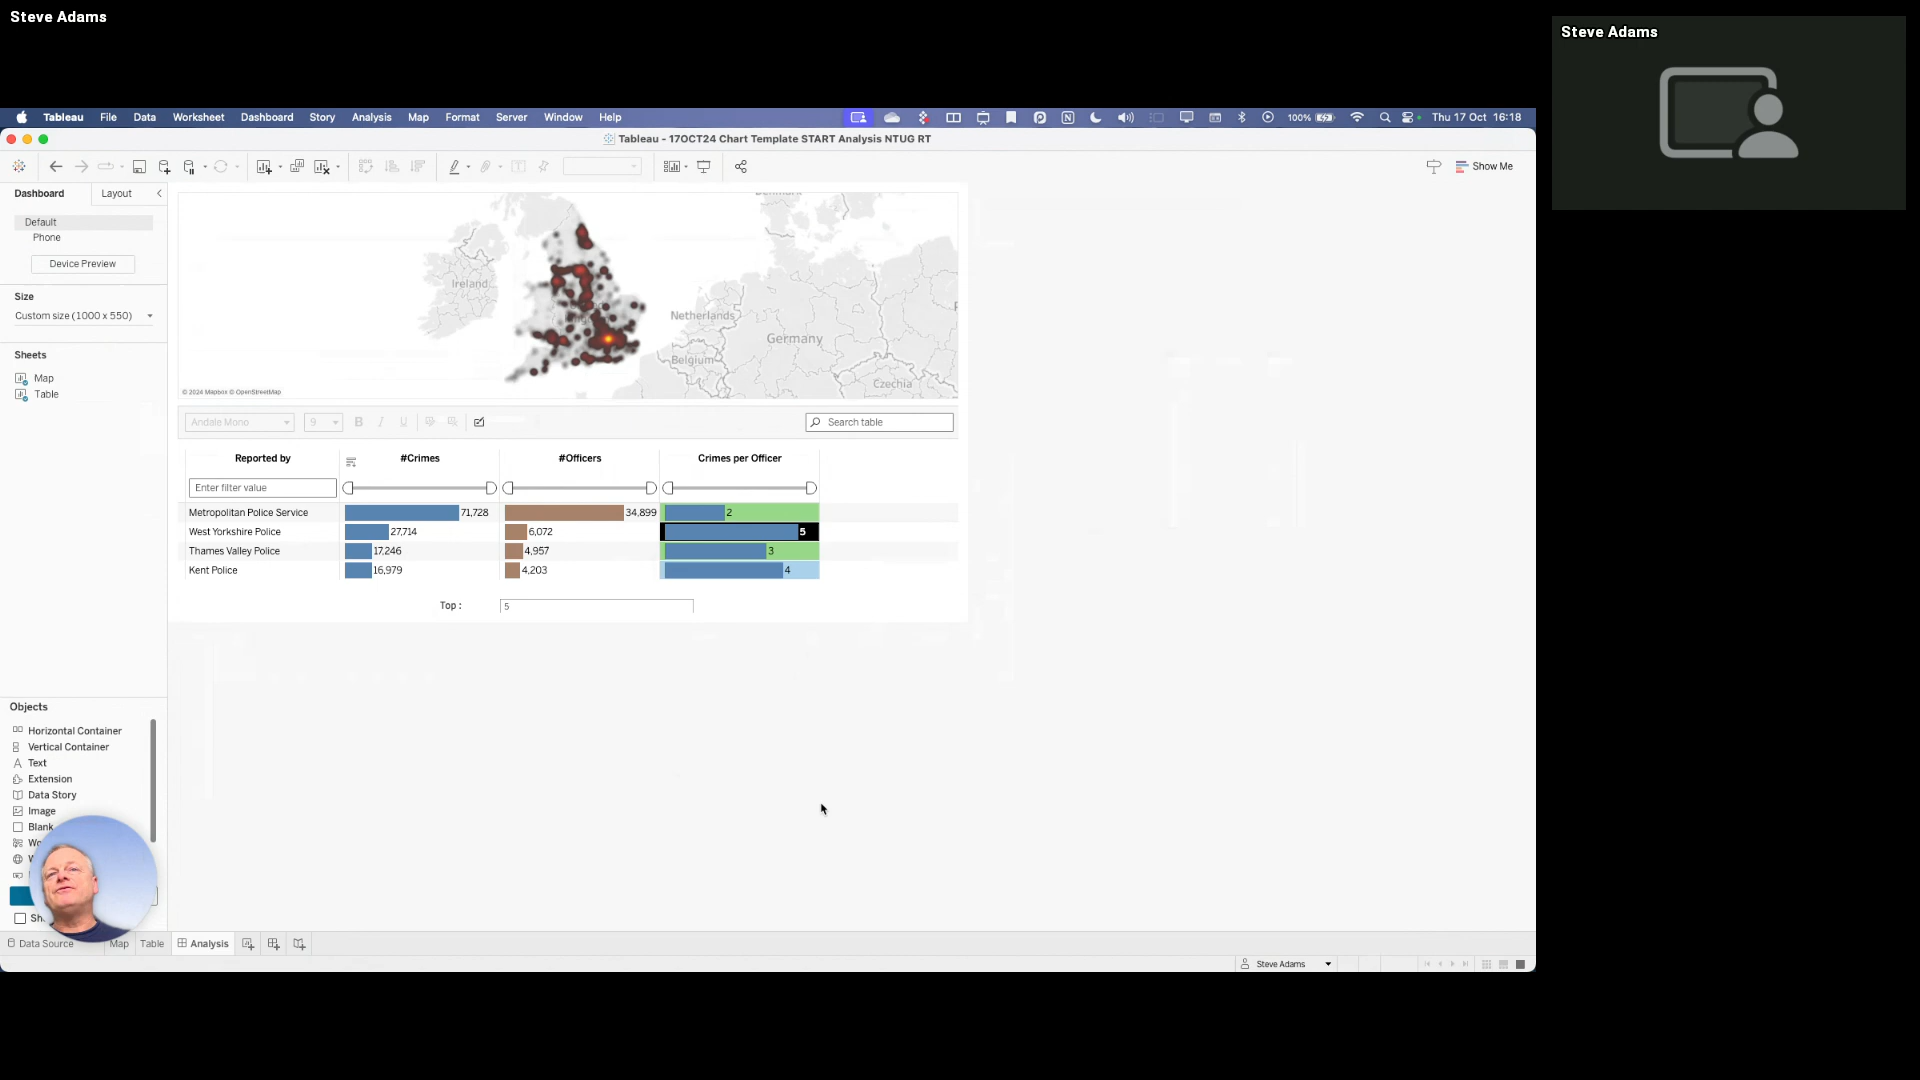 Steve Adams
Steve Adams
Tableau File Data Worksheet Dashboard Story Analysis Map Format Server Window Help
100% Thu 17 Oct 16:18
Tableau - 17OCT24 Chart Template START Analysis NTUG RT
Show Me
Dashboard Layout
Default
Phone
Device Preview
Size
Custom size (1000 x 550)
Sheets
Map
Table
Ireland
Netherlands
Germany
Belgium
Czechia
© 2024 Mapbox © OpenStreetMap
Andale Mono 9 B I U Search table
Reported by #Crimes #Officers Crimes per Officer
Enter filter value
Metropolitan Police Service 71,728 34,899 2
West Yorkshire Police 27,714 6,072 5
Thames Valley Police 17,246 4,957 3
Kent Police 16,979 4,203 4
Top : 5
Objects
Horizontal Container
Vertical Container
Text
Extension
Data Story
Image
Blank
Data Source Map Table Analysis
Steve Adams